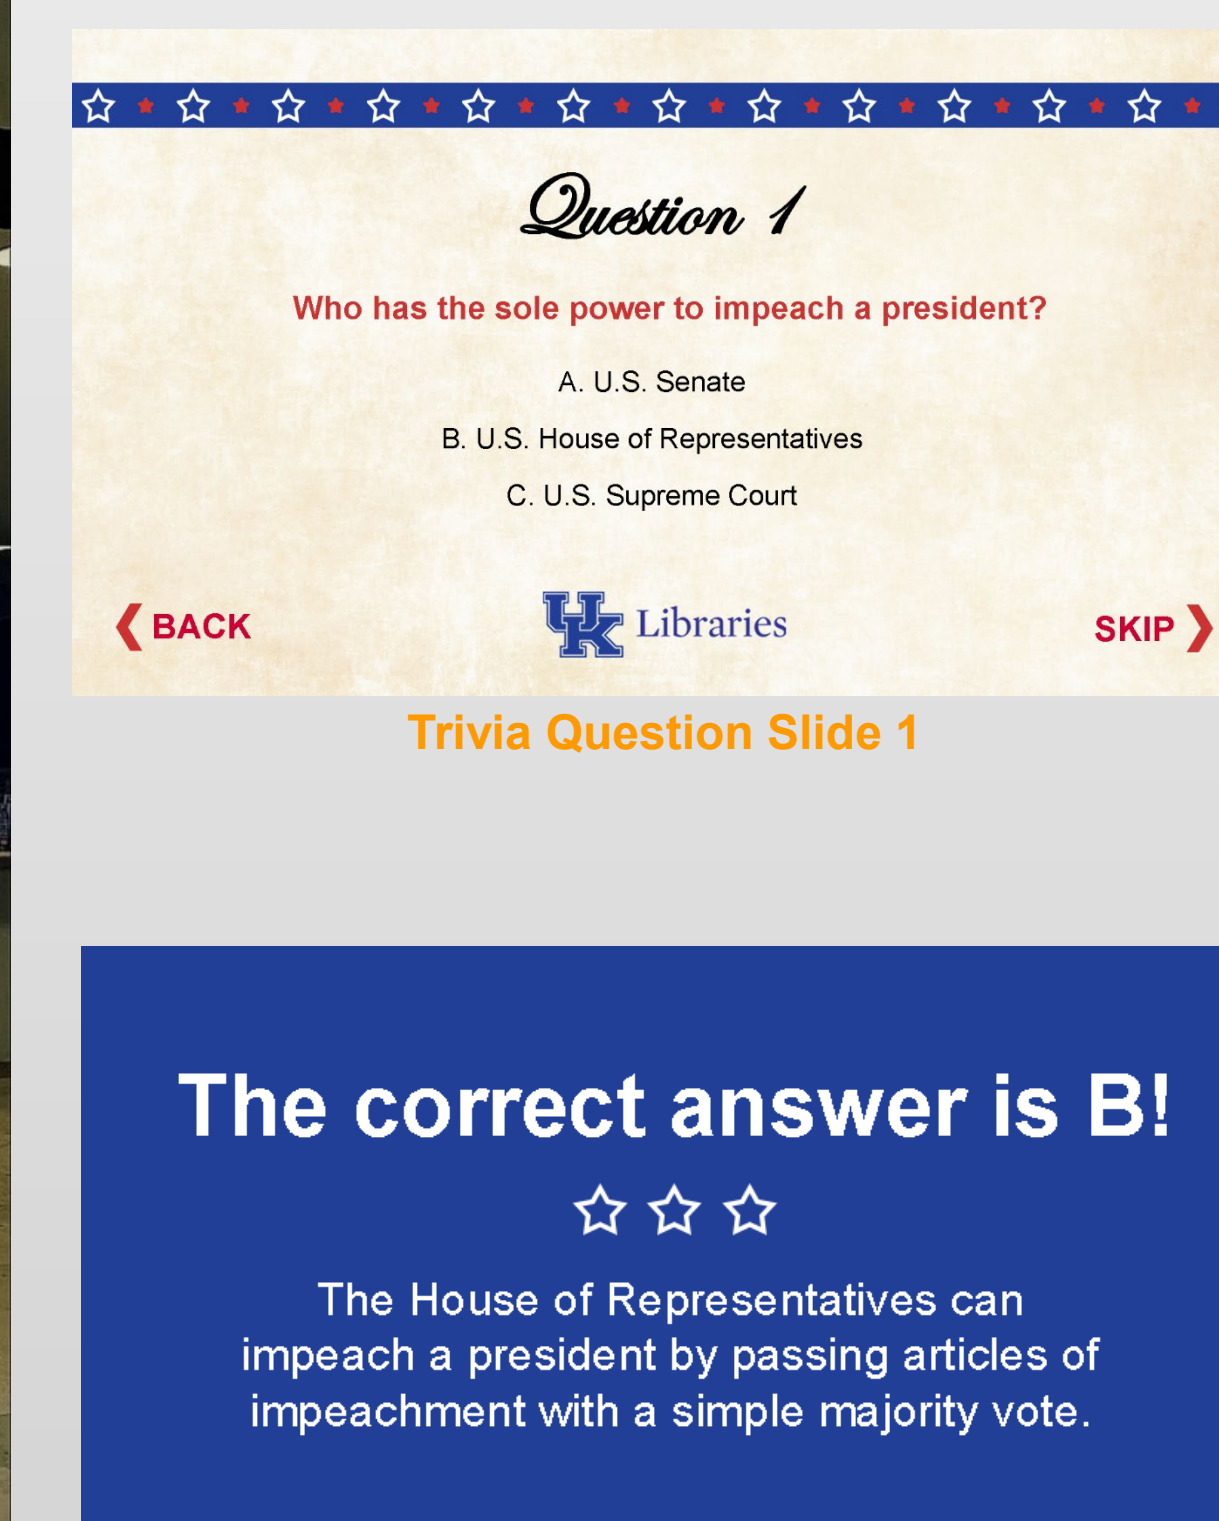 Question 1
Who has the sole power to impeach a president?
A. U.S. Senate
B. U.S. House of Representatives
C. U.S. Supreme Court
BACK
UK Libraries
SKIP
Trivia Question Slide 1
The correct answer is B!
The House of Representatives can
impeach a president by passing articles of
impeachment with a simple majority vote.